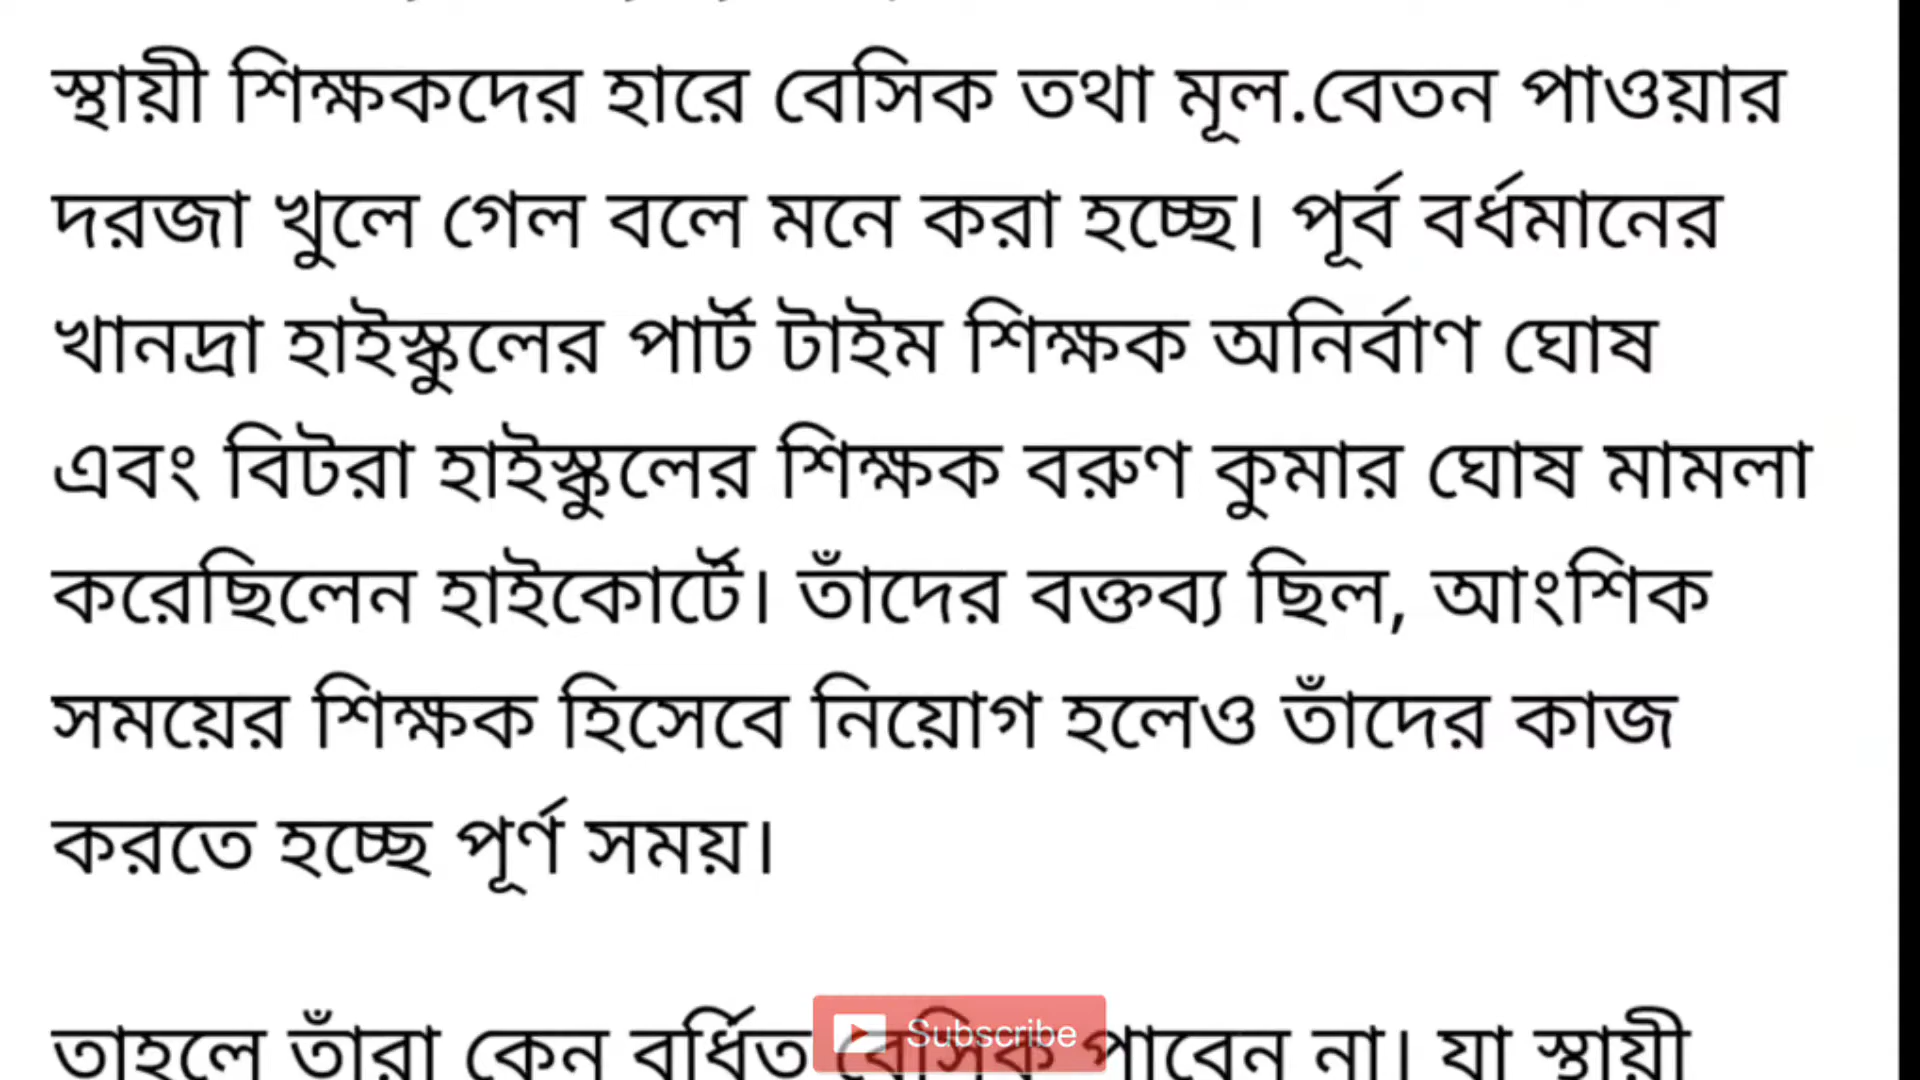 স্থায়ী শিক্ষকদের হারে বেসিক তথা মূল.বেতন পাওয়ার
দরজা খুলে গেল বলে মনে করা হচ্ছে। পূর্ব বর্ধমানের
খানদ্রা হাইস্কুলের পার্ট টাইম শিক্ষক অনির্বাণ ঘোষ
এবং বিটরা হাইস্কুলের শিক্ষক বরুণ কুমার ঘোষ মামলা
করেছিলেন হাইকোর্টে। তাঁদের বক্তব্য ছিল, আংশিক
সময়ের শিক্ষক হিসেবে নিয়োগ হলেও তাঁদের কাজ
করতে হচ্ছে পূর্ণ সময়।
তাহলে তাঁরা কেন বর্ধিত বেসিক পাবেন না। যা স্থায়ী
Subscribe